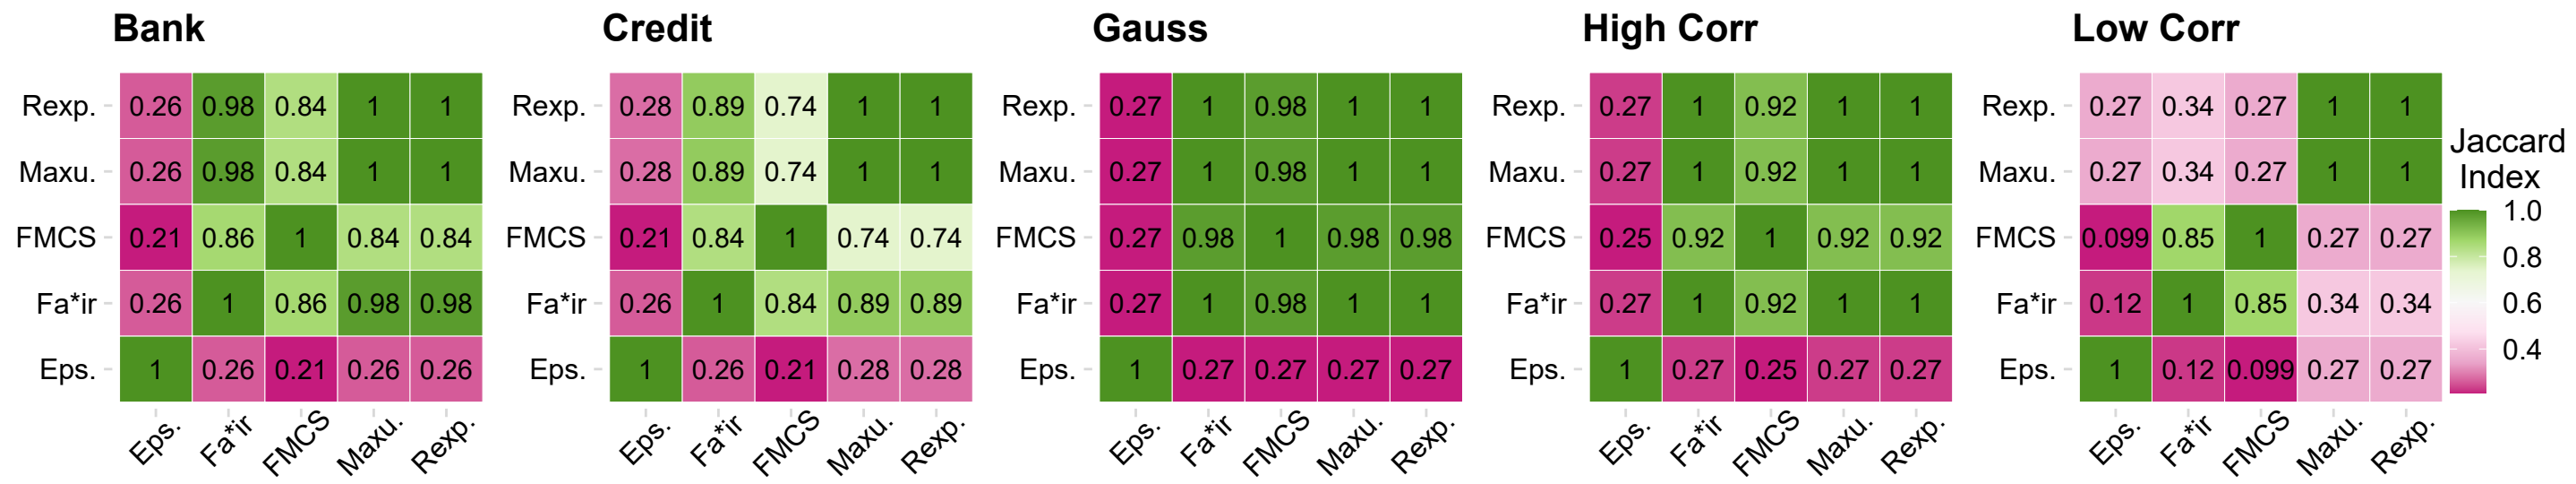 Bank Credit Gauss High Corr Low Corr
Rexp. 0.26 0.98 0.84 1 1 Rexp. 0.28 0.89 0.74 1 1 Rexp. 0.27 1 0.98 1 1 Rexp. 0.27 1 0.92 1 1 Rexp. 0.27 0.34 0.27 1 1
Maxu. 0.26 0.98 0.84 1 1 Maxu. 0.28 0.89 0.74 1 1 Maxu. 0.27 1 0.98 1 1 Maxu. 0.27 1 0.92 1 1 Maxu. 0.27 0.34 0.27 1 1
FMCS 0.21 0.86 1 0.84 0.84 FMCS 0.21 0.84 1 0.74 0.74 FMCS 0.27 0.98 1 0.98 0.98 FMCS 0.25 0.92 1 0.92 0.92 FMCS 0.099 0.85 1 0.27 0.27
Fa*ir 0.26 1 0.86 0.98 0.98 Fa*ir 0.26 1 0.84 0.89 0.89 Fa*ir 0.27 1 0.98 1 1 Fa*ir 0.27 1 0.92 1 1 Fa*ir 0.12 1 0.85 0.34 0.34
Eps. 1 0.26 0.21 0.26 0.26 Eps. 1 0.26 0.21 0.28 0.28 Eps. 1 0.27 0.27 0.27 0.27 Eps. 1 0.27 0.25 0.27 0.27 Eps. 1 0.12 0.099 0.27 0.27
Eps. Fa*ir FMCS Maxu. Rexp. Eps. Fa*ir FMCS Maxu. Rexp. Eps. Fa*ir FMCS Maxu. Rexp. Eps. Fa*ir FMCS Maxu. Rexp. Eps. Fa*ir FMCS Maxu. Rexp.
Jaccard
Index
1.0
0.8
0.6
0.4